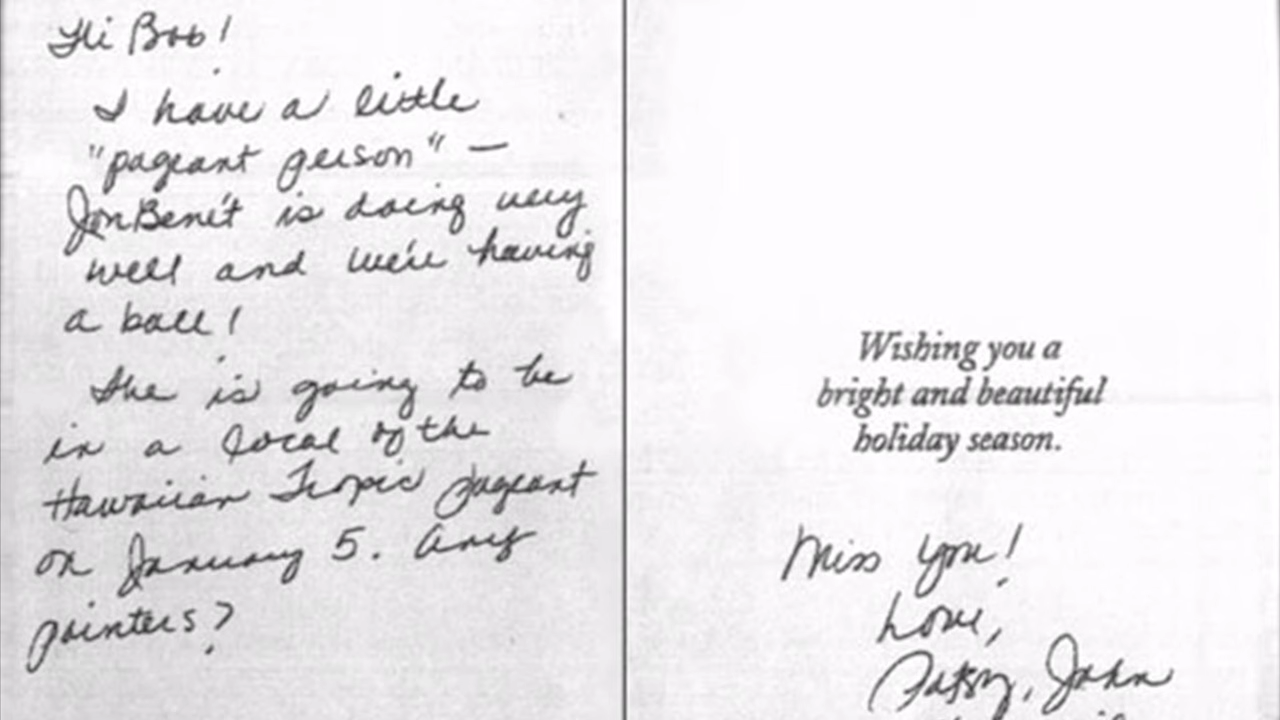 Hi Bob!
I have a little
"pageant person" —
JonBenét is doing very
well and we're having
a ball!
She is going to be
in a local of the
Hawaiian Tropic pageant
on January 5. Any
pointers?
Wishing you a
bright and beautiful
holiday season.
Miss you!
Love,
Patsy, John